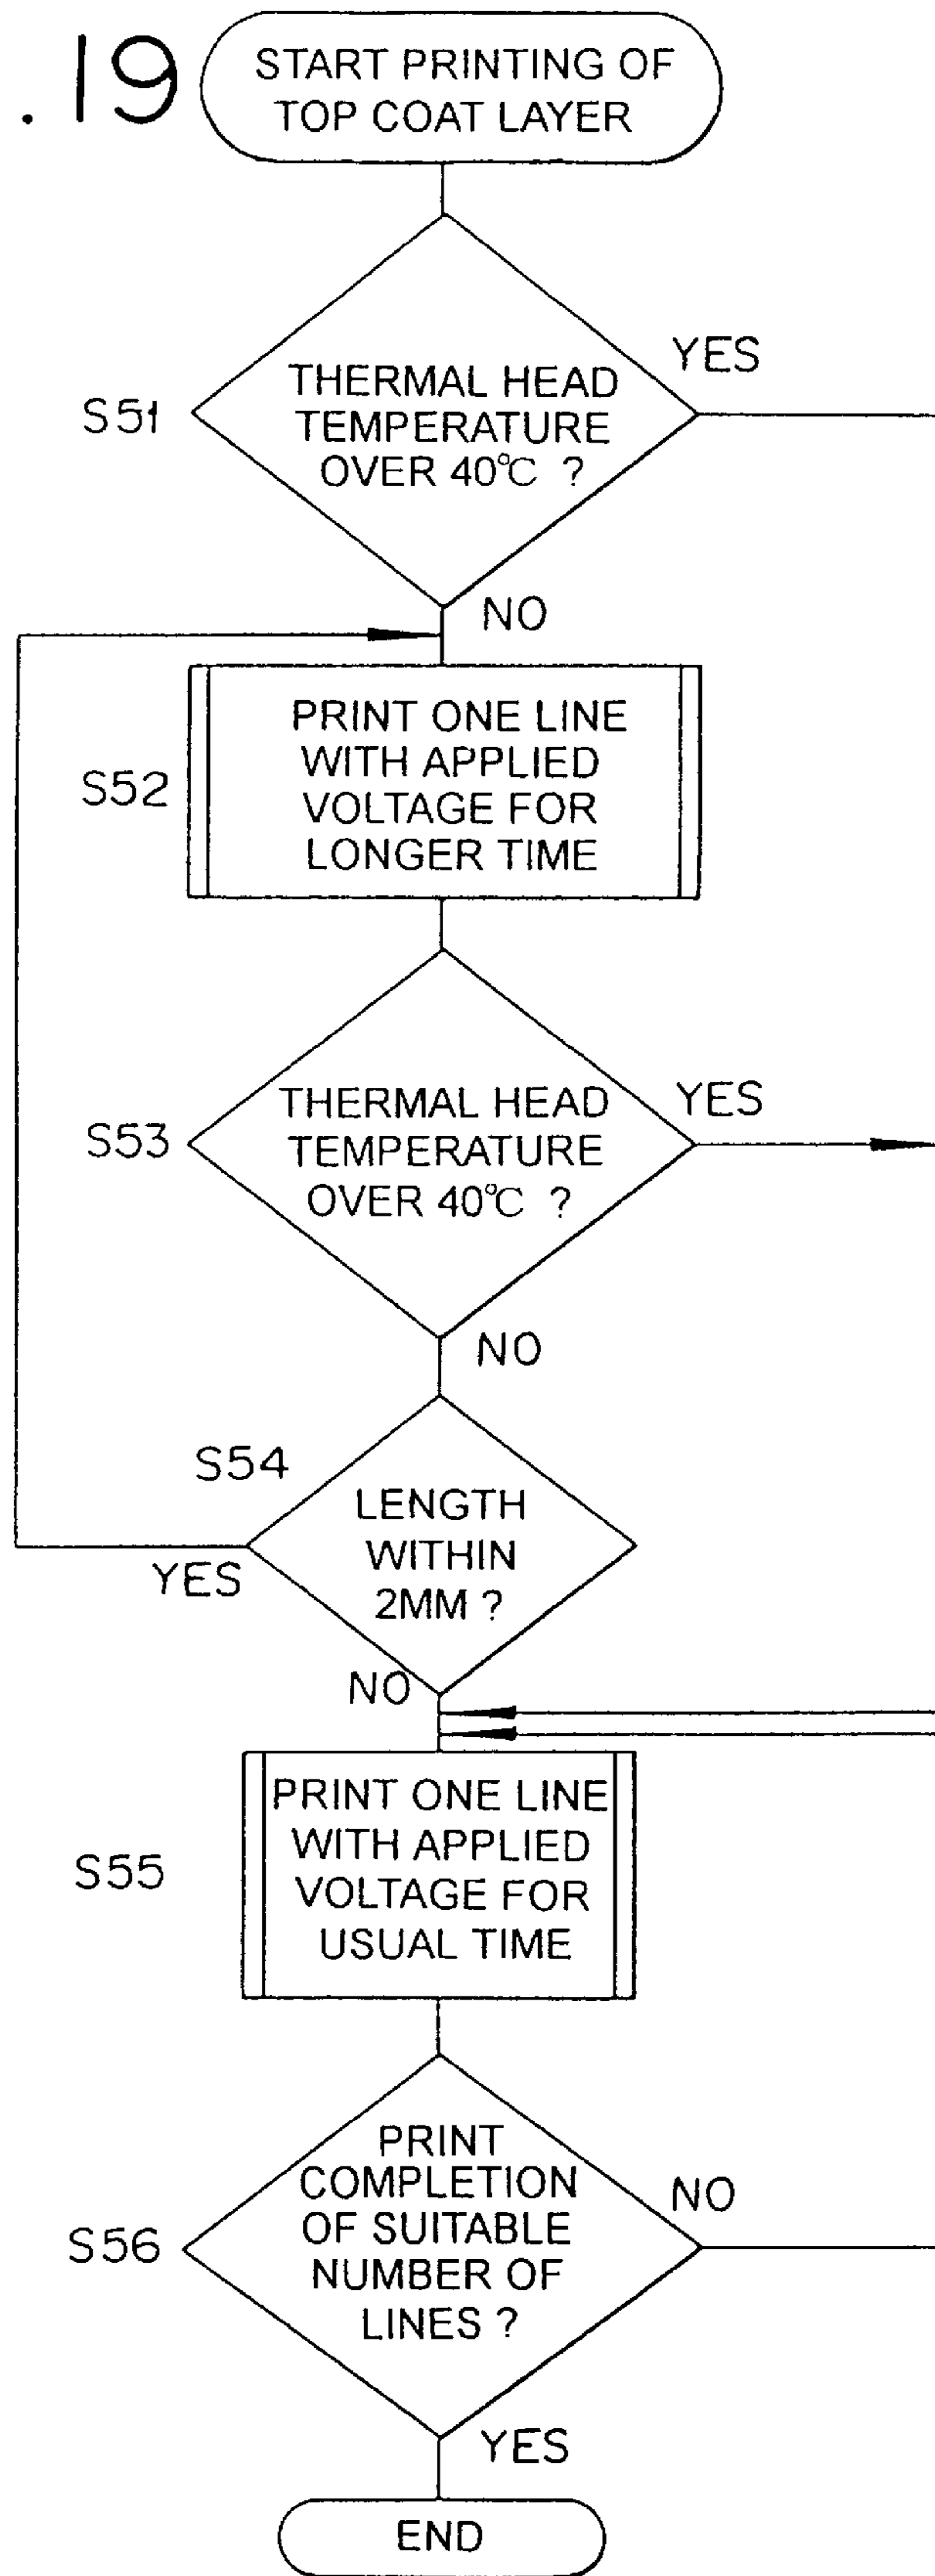 .19
START PRINTING OF
TOP COAT LAYER
S51
THERMAL HEAD
TEMPERATURE
OVER 40°C ?
YES
NO
S52
PRINT ONE LINE
WITH APPLIED
VOLTAGE FOR
LONGER TIME
S53
THERMAL HEAD
TEMPERATURE
OVER 40°C ?
YES
NO
S54
LENGTH
WITHIN
2MM ?
YES
NO
S55
PRINT ONE LINE
WITH APPLIED
VOLTAGE FOR
USUAL TIME
S56
PRINT
COMPLETION
OF SUITABLE
NUMBER OF
LINES ?
NO
YES
END